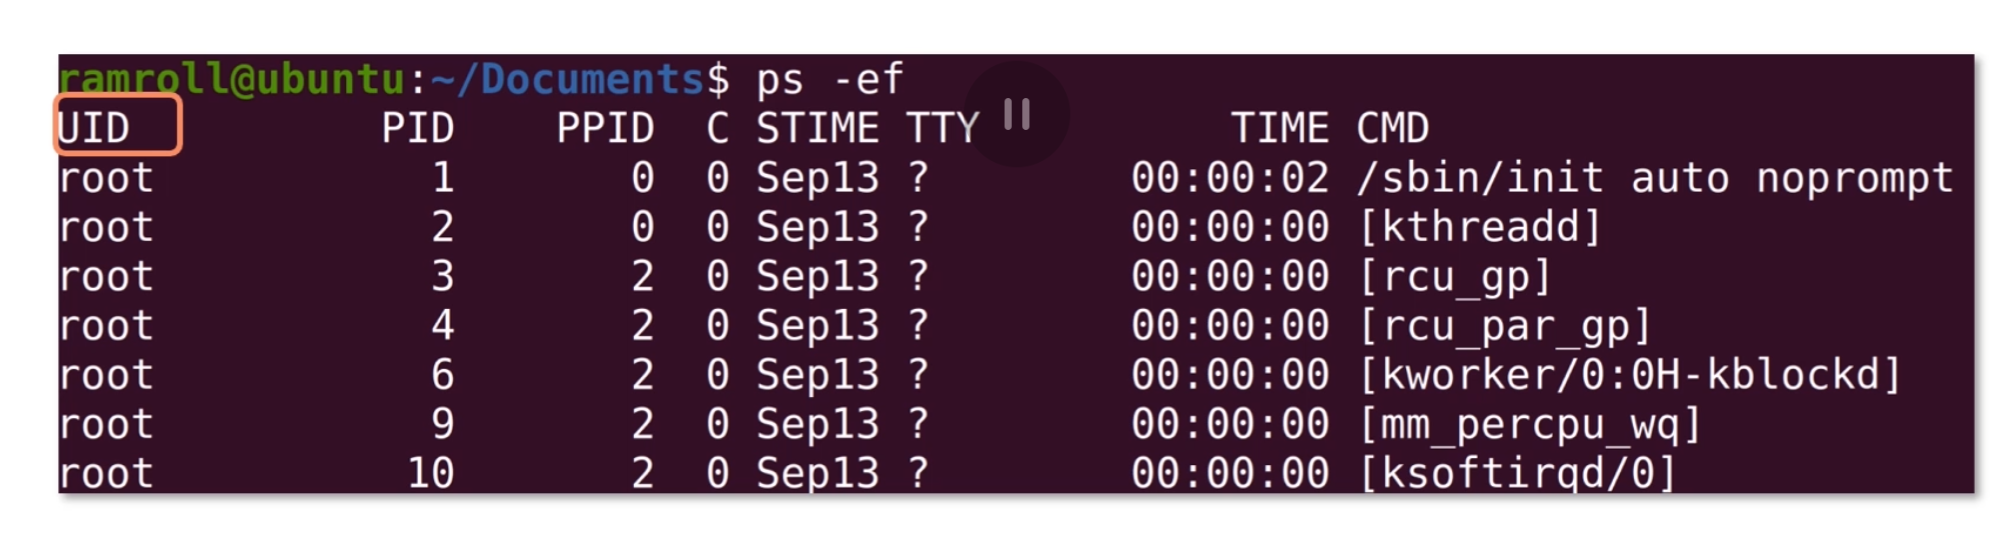 ramroll@ubuntu:~/Documents$ ps -ef
UID PID PPID C STIME TTY TIME CMD
root 1 0 0 Sep13 ? 00:00:02 /sbin/init auto noprompt
root 2 0 0 Sep13 ? 00:00:00 [kthreadd]
root 3 2 0 Sep13 ? 00:00:00 [rcu_gp]
root 4 2 0 Sep13 ? 00:00:00 [rcu_par_gp]
root 6 2 0 Sep13 ? 00:00:00 [kworker/0:0H-kblockd]
root 9 2 0 Sep13 ? 00:00:00 [mm_percpu_wq]
root 10 2 0 Sep13 ? 00:00:00 [ksoftirqd/0]